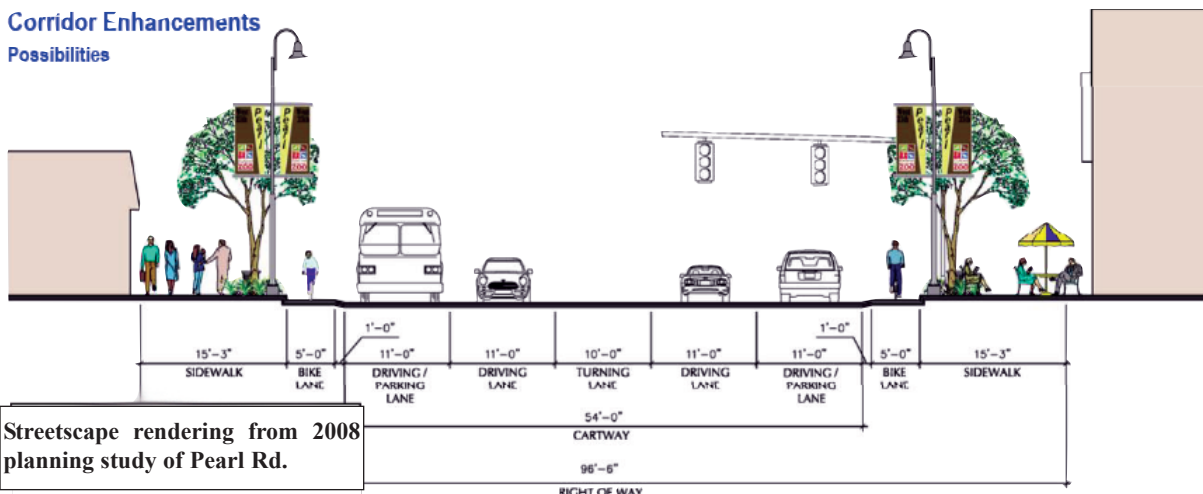 Corridor Enhancements
Possibilities
Pearl Pearl
Pearl
1'-0" 1'-0"
15'-3" 5'-0" 11'-0" 11'-0" 10'-0" 11'-0" 11'-0" 5'-0" 15'-3"
SIDEWALK BIKE DRIVING / DRIVING TURNING DRIVING DRIVING / BIKE SIDEWALK
LANE PARKING LANE LANE LANE PARKING LANE
LANE LANE
54'-0"
CARTWAY
Streetscape rendering from 2008
planning study of Pearl Rd.
96'-6"
RIGHT OF WAY